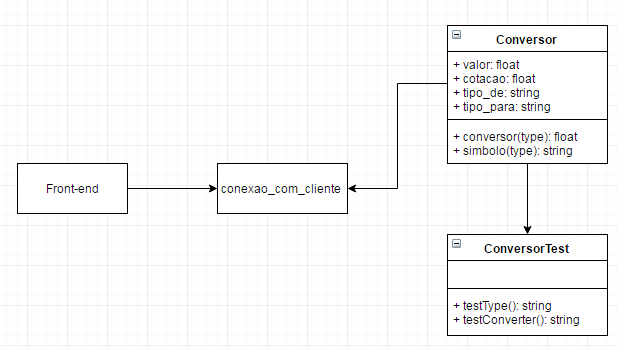 Conversor
+ valor: float
+ cotacao: float
+ tipo_de: string
+ tipo_para: string
+ conversor(type): float
+ simbolo(type): string
Front-end
conexao_com_cliente
ConversorTest
+ testType(): string
+ testConverter(): string